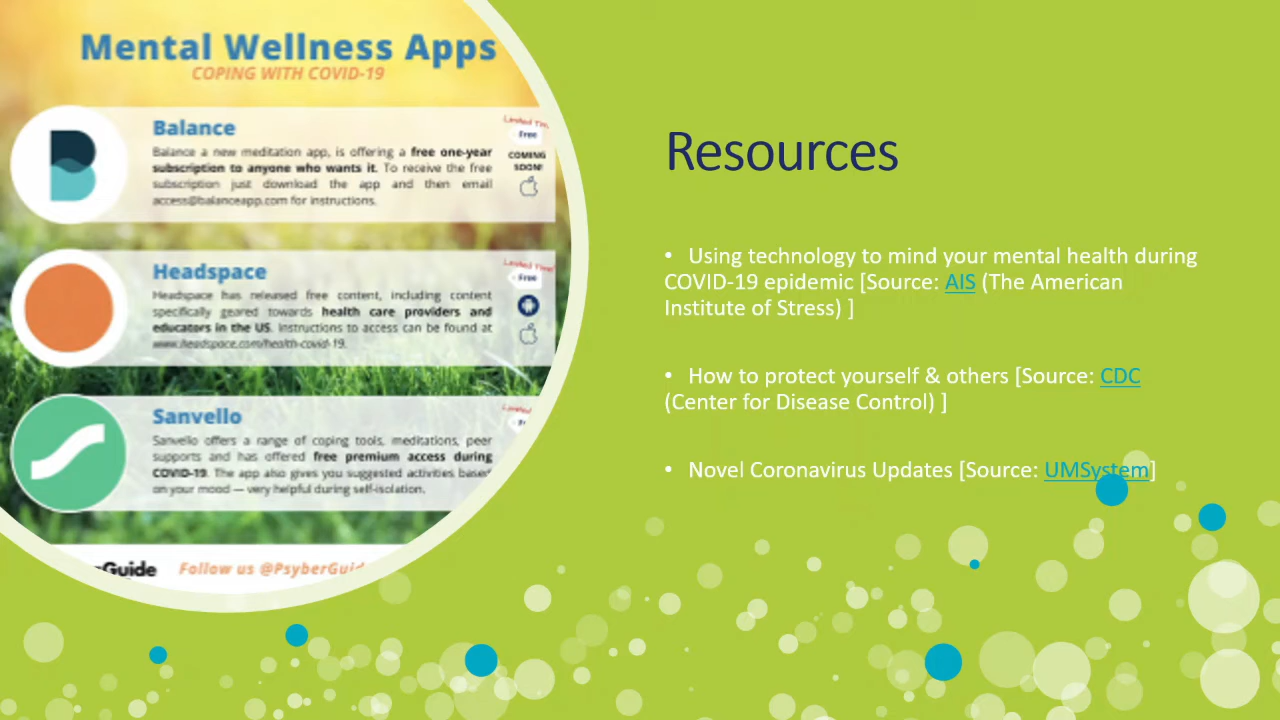 Mental Wellness Apps
COPING WITH COVID-19
Balance
Balance a new meditation app, is offering a free one-year
subscription to anyone who wants it. To receive the free
subscription just download the app and then email
access@balanceapp.com for instructions.
Free
COMING
SOON!
Headspace
Headspace has released free content, including content
specifically geared towards health care providers and
educators in the US. Instructions to access can be found at
www.headspace.com/health-covid-19.
Limited Time!
Free
Sanvello
Sanvello offers a range of coping tools, meditations, peer
supports and has offered free premium access during
COVID-19. The app also gives you suggested activities based
on your mood — very helpful during self-isolation.
Limited
Guide
Follow us @PsyberGuid
Resources
• Using technology to mind your mental health during
COVID-19 epidemic [Source: AIS (The American
Institute of Stress) ]
• How to protect yourself & others [Source: CDC
(Center for Disease Control) ]
• Novel Coronavirus Updates [Source: UMSystem]